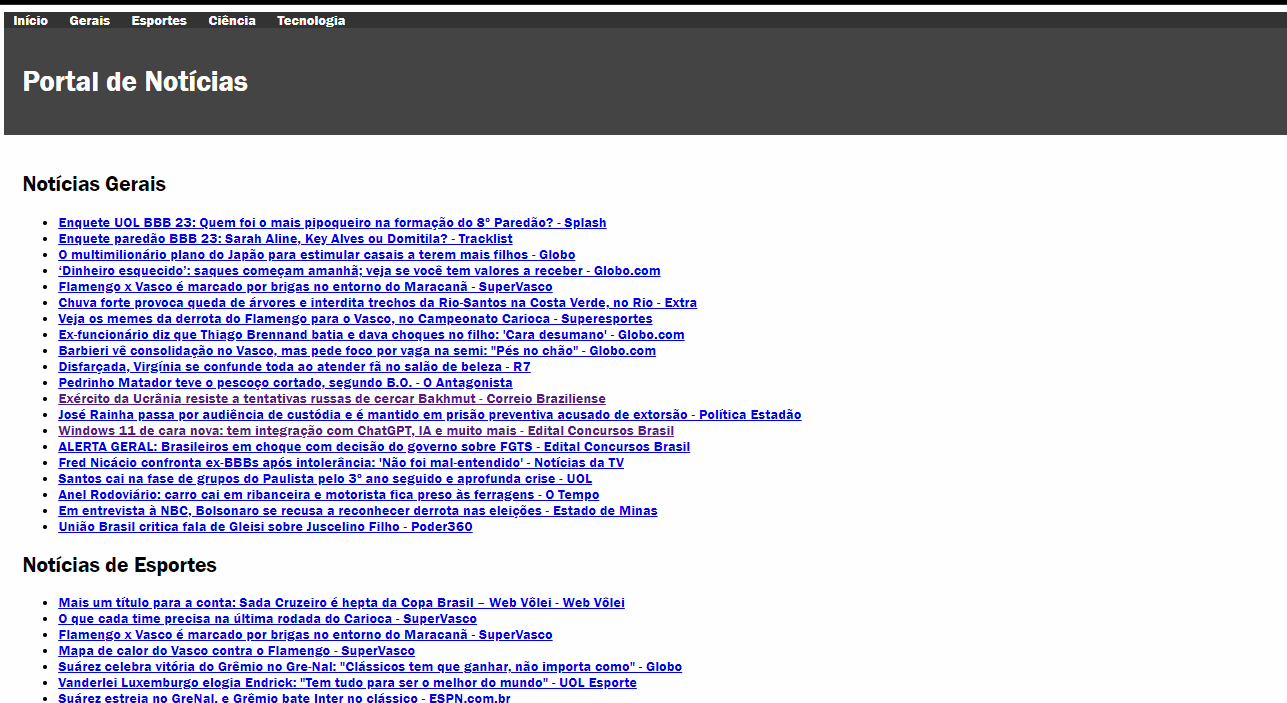 Início Gerais Esportes Ciência Tecnologia
Portal de Notícias
Notícias Gerais
Enquete UOL BBB 23: Quem foi o mais pipoqueiro na formação do 8º Paredão? - Splash
Enquete paredão BBB 23: Sarah Aline, Key Alves ou Domitila? - Tracklist
O multimilionário plano do Japão para estimular casais a terem mais filhos - Globo
‘Dinheiro esquecido’: saques começam amanhã; veja se você tem valores a receber - Globo.com
Flamengo x Vasco é marcado por brigas no entorno do Maracanã - SuperVasco
Chuva forte provoca queda de árvores e interdita trechos da Rio-Santos na Costa Verde, no Rio - Extra
Veja os memes da derrota do Flamengo para o Vasco, no Campeonato Carioca - Superesportes
Ex-funcionário diz que Thiago Brennand batia e dava choques no filho: 'Cara desumano' - Globo.com
Barbieri vê consolidação no Vasco, mas pede foco por vaga na semi: "Pés no chão" - Globo.com
Disfarçada, Virgínia se confunde toda ao atender fã no salão de beleza - R7
Pedrinho Matador teve o pescoço cortado, segundo B.O. - O Antagonista
Exército da Ucrânia resiste a tentativas russas de cercar Bakhmut - Correio Braziliense
José Rainha passa por audiência de custódia e é mantido em prisão preventiva acusado de extorsão - Política Estadão
Windows 11 de cara nova: tem integração com ChatGPT, IA e muito mais - Edital Concursos Brasil
ALERTA GERAL: Brasileiros em choque com decisão do governo sobre FGTS - Edital Concursos Brasil
Fred Nicácio confronta ex-BBBs após intolerância: 'Não foi mal-entendido' - Notícias da TV
Santos cai na fase de grupos do Paulista pelo 3º ano seguido e aprofunda crise - UOL
Anel Rodoviário: carro cai em ribanceira e motorista fica preso às ferragens - O Tempo
Em entrevista à NBC, Bolsonaro se recusa a reconhecer derrota nas eleições - Estado de Minas
União Brasil critica fala de Gleisi sobre Juscelino Filho - Poder360
Notícias de Esportes
Mais um título para a conta: Sada Cruzeiro é hepta da Copa Brasil – Web Vôlei - Web Vôlei
O que cada time precisa na última rodada do Carioca - SuperVasco
Flamengo x Vasco é marcado por brigas no entorno do Maracanã - SuperVasco
Mapa de calor do Vasco contra o Flamengo - SuperVasco
Suárez celebra vitória do Grêmio no Gre-Nal: "Clássicos tem que ganhar, não importa como" - Globo
Vanderlei Luxemburgo elogia Endrick: "Tem tudo para ser o melhor do mundo" - UOL Esporte
Suárez estreia no GreNal, e Grêmio bate Inter no clássico - ESPN.com.br